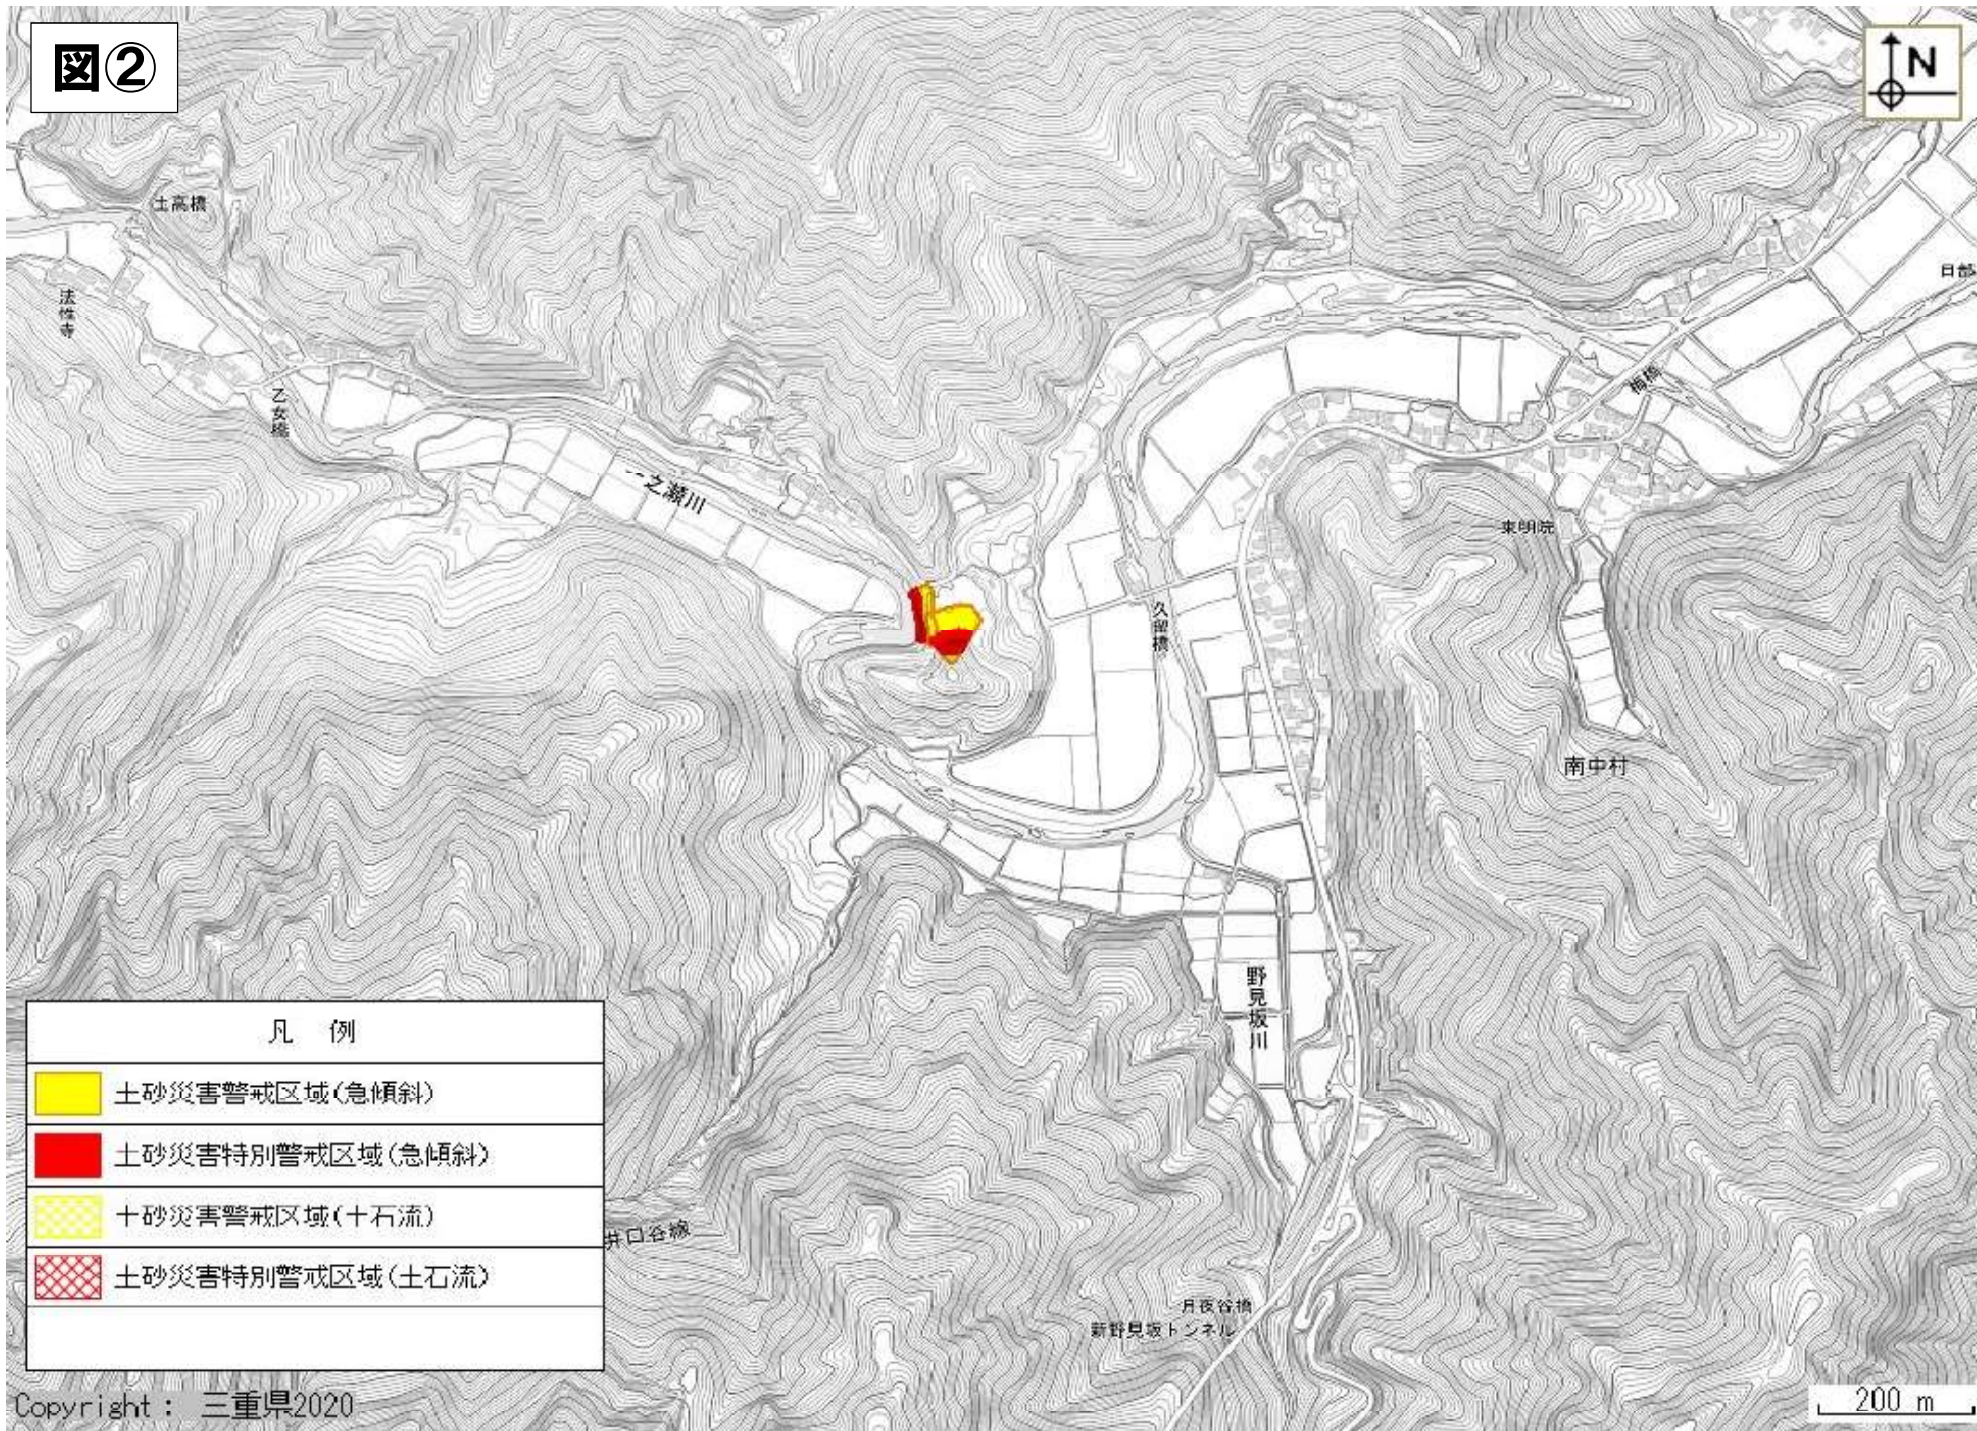 図②
N
土高橋
法性寺
乙女橋
一之瀬川
梅橋
東明院
久留橋
南中村
野見坂川
凡 例
土砂災害警戒区域(急傾斜)
土砂災害特別警戒区域(急傾斜)
土砂災害警戒区域(土石流)
土砂災害特別警戒区域(土石流)
井口谷線
月夜谷橋
新野見坂トンネル
Copyright : 三重県2020
200 m